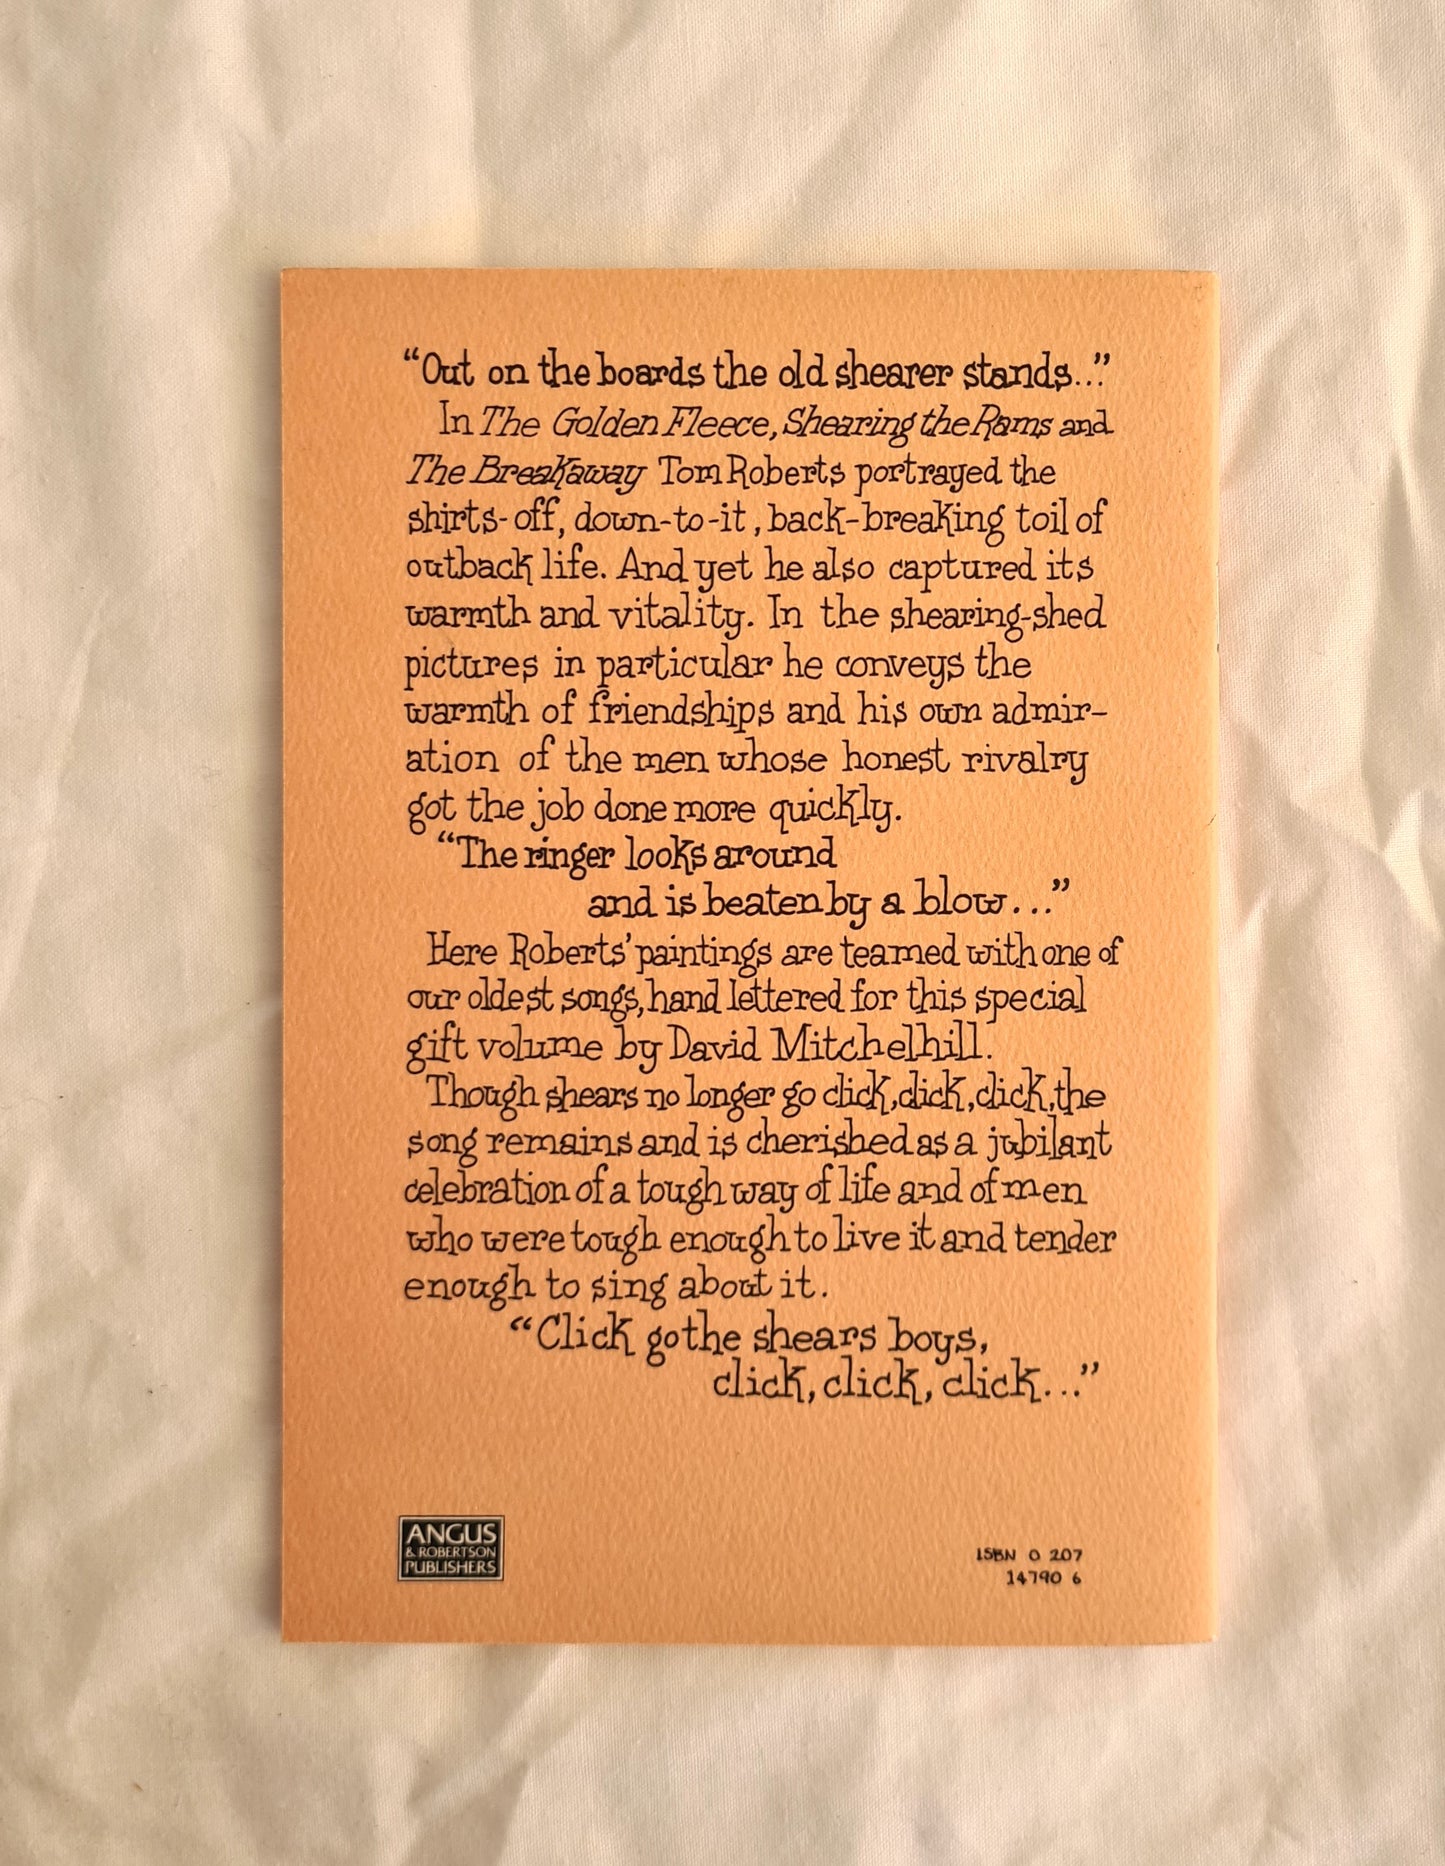 “Out on the boards the old shearer stands...”
In The Golden Fleece, Shearing the Rams and
The Breakaway Tom Roberts portrayed the
shirts-off, down-to-it, back-breaking toil of
outback life. And yet he also captured its
warmth and vitality. In the shearing-shed
pictures in particular he conveys the
warmth of friendships and his own admir-
ation of the men whose honest rivalry
got the job done more quickly.
“The ringer looks around
and is beaten by a blow...”
Here Roberts’ paintings are teamed with one of
our oldest songs, hand lettered for this special
gift volume by David Mitchelhill.
Though shears no longer go click, click, click, the
song remains and is cherished as a jubilant
celebration of a tough way of life and of men
who were tough enough to live it and tender
enough to sing about it.
“Click go the shears boys,
click, click, click...”
ANGUS
& ROBERTSON
PUBLISHERS
ISBN 0 207
14790 6